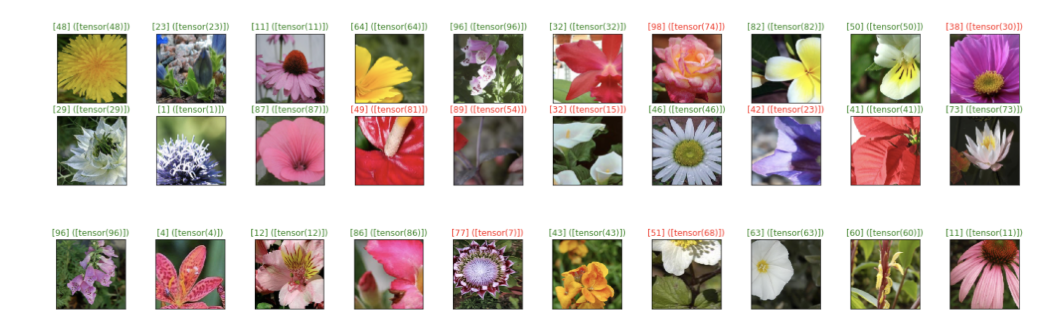 [48] ([tensor(48)]) [23] ([tensor(23)]) [11] ([tensor(11)]) [64] ([tensor(64)]) [96] ([tensor(96)]) [32] ([tensor(32)]) [98] ([tensor(74)]) [82] ([tensor(82)]) [50] ([tensor(50)]) [38] ([tensor(30)])
[29] ([tensor(29)]) [1] ([tensor(1)]) [87] ([tensor(87)]) [49] ([tensor(81)]) [89] ([tensor(54)]) [32] ([tensor(15)]) [46] ([tensor(46)]) [42] ([tensor(23)]) [41] ([tensor(41)]) [73] ([tensor(73)])
[96] ([tensor(96)]) [4] ([tensor(4)]) [12] ([tensor(12)]) [86] ([tensor(86)]) [77] ([tensor(7)]) [43] ([tensor(43)]) [51] ([tensor(68)]) [63] ([tensor(63)]) [60] ([tensor(60)]) [11] ([tensor(11)])